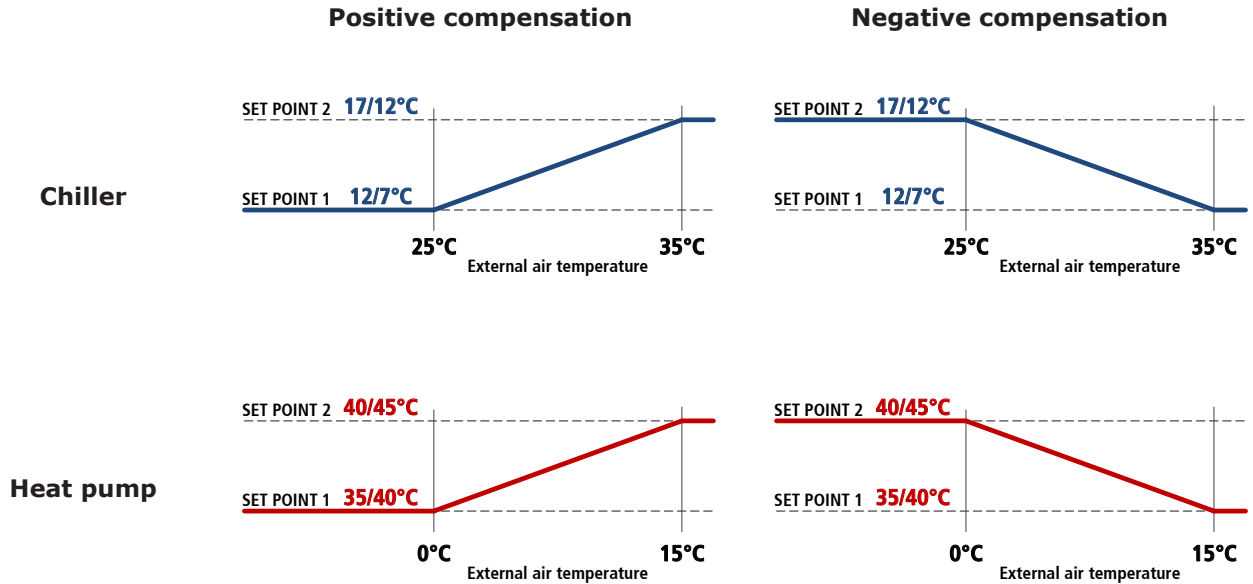 Positive compensation
Negative compensation
Chiller
SET POINT 2 17/12°C
SET POINT 1 12/7°C
25°C 35°C
External air temperature
SET POINT 2 17/12°C
SET POINT 1 12/7°C
25°C 35°C
External air temperature
Heat pump
SET POINT 2 40/45°C
SET POINT 1 35/40°C
0°C 15°C
External air temperature
SET POINT 2 40/45°C
SET POINT 1 35/40°C
0°C 15°C
External air temperature